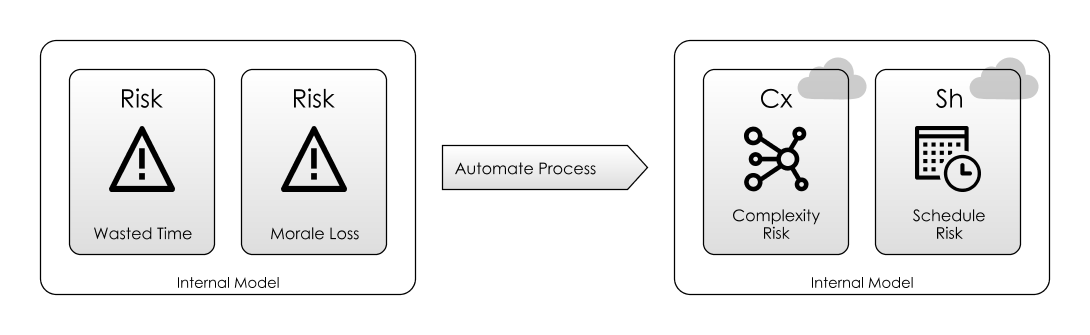 Risk
Wasted Time
Risk
Morale Loss
Internal Model
Automate Process
Cx
Complexity
Risk
Sh
Schedule
Risk
Internal Model